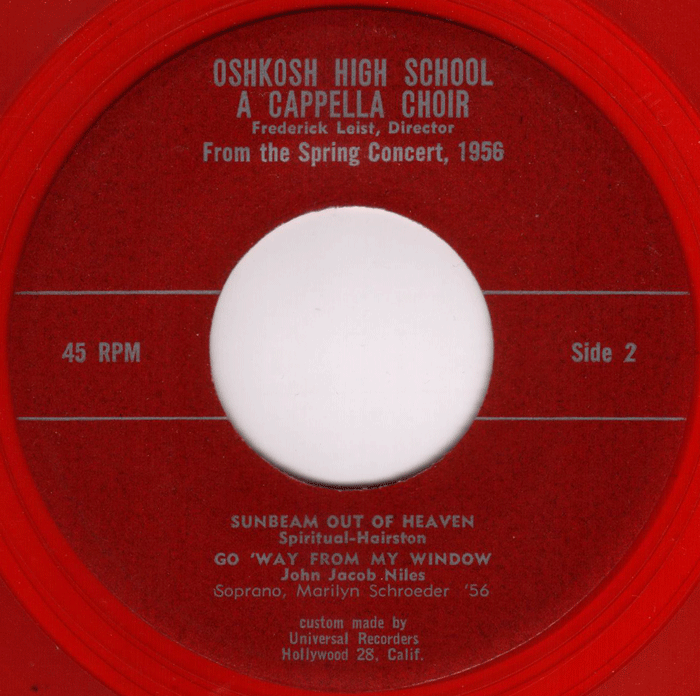 OSHKOSH HIGH SCHOOL
A CAPPELLA CHOIR
Frederick Leist, Director
From the Spring Concert, 1956
45 RPM
Side 2
SUNBEAM OUT OF HEAVEN
Spiritual-Hairston
GO 'WAY FROM MY WINDOW
John Jacob Niles
Soprano, Marilyn Schroeder '56
custom made by
Universal Recorders
Hollywood 28, Calif.